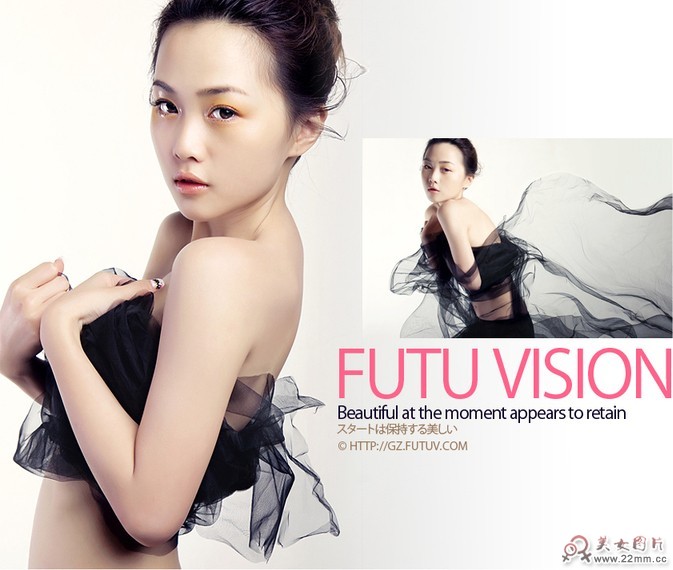 FUTU VISION
Beautiful at the moment appears to retain
スタートは保持する美しい
© HTTP://GZ.FUTUV.COM
美女图片
www.22mm.cc